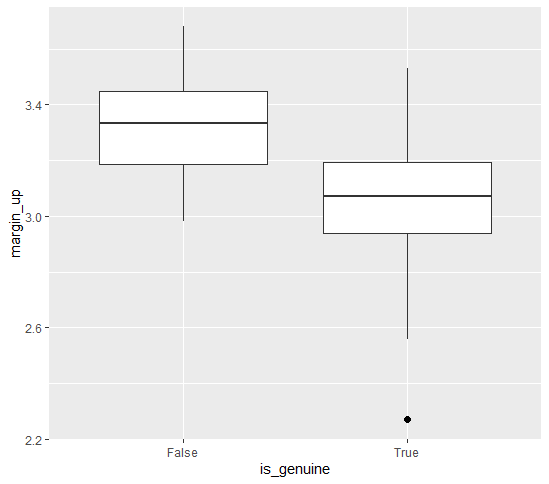 margin_up
3.4
3.0
2.6
2.2
False
True
is_genuine